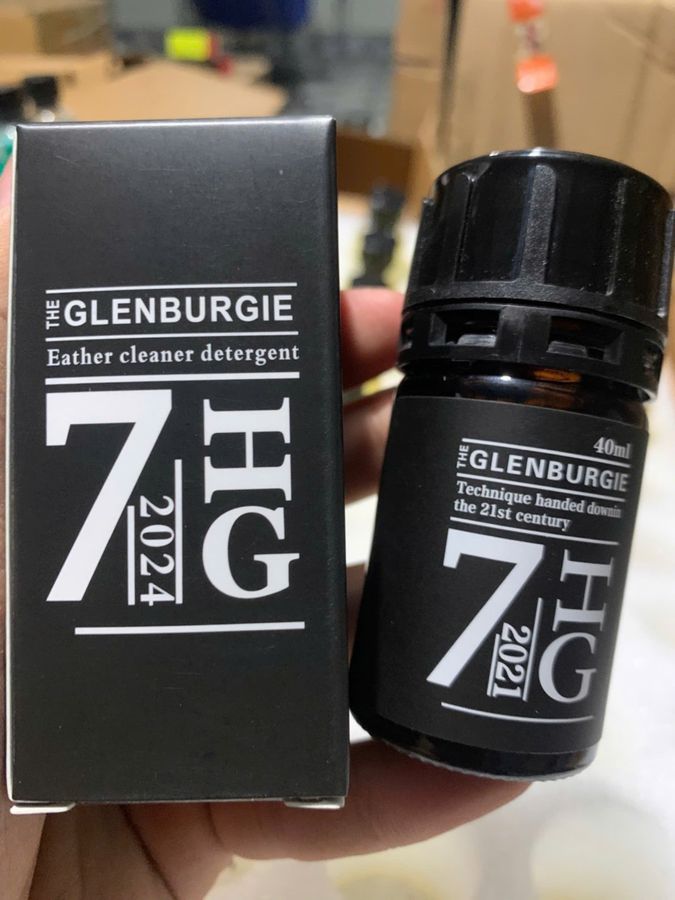 THE GLENBURGIE
Eather cleaner detergent
7 HG
2024
40ml
THE GLENBURGIE
Technique handed downin
the 21st century
7 HG
2021